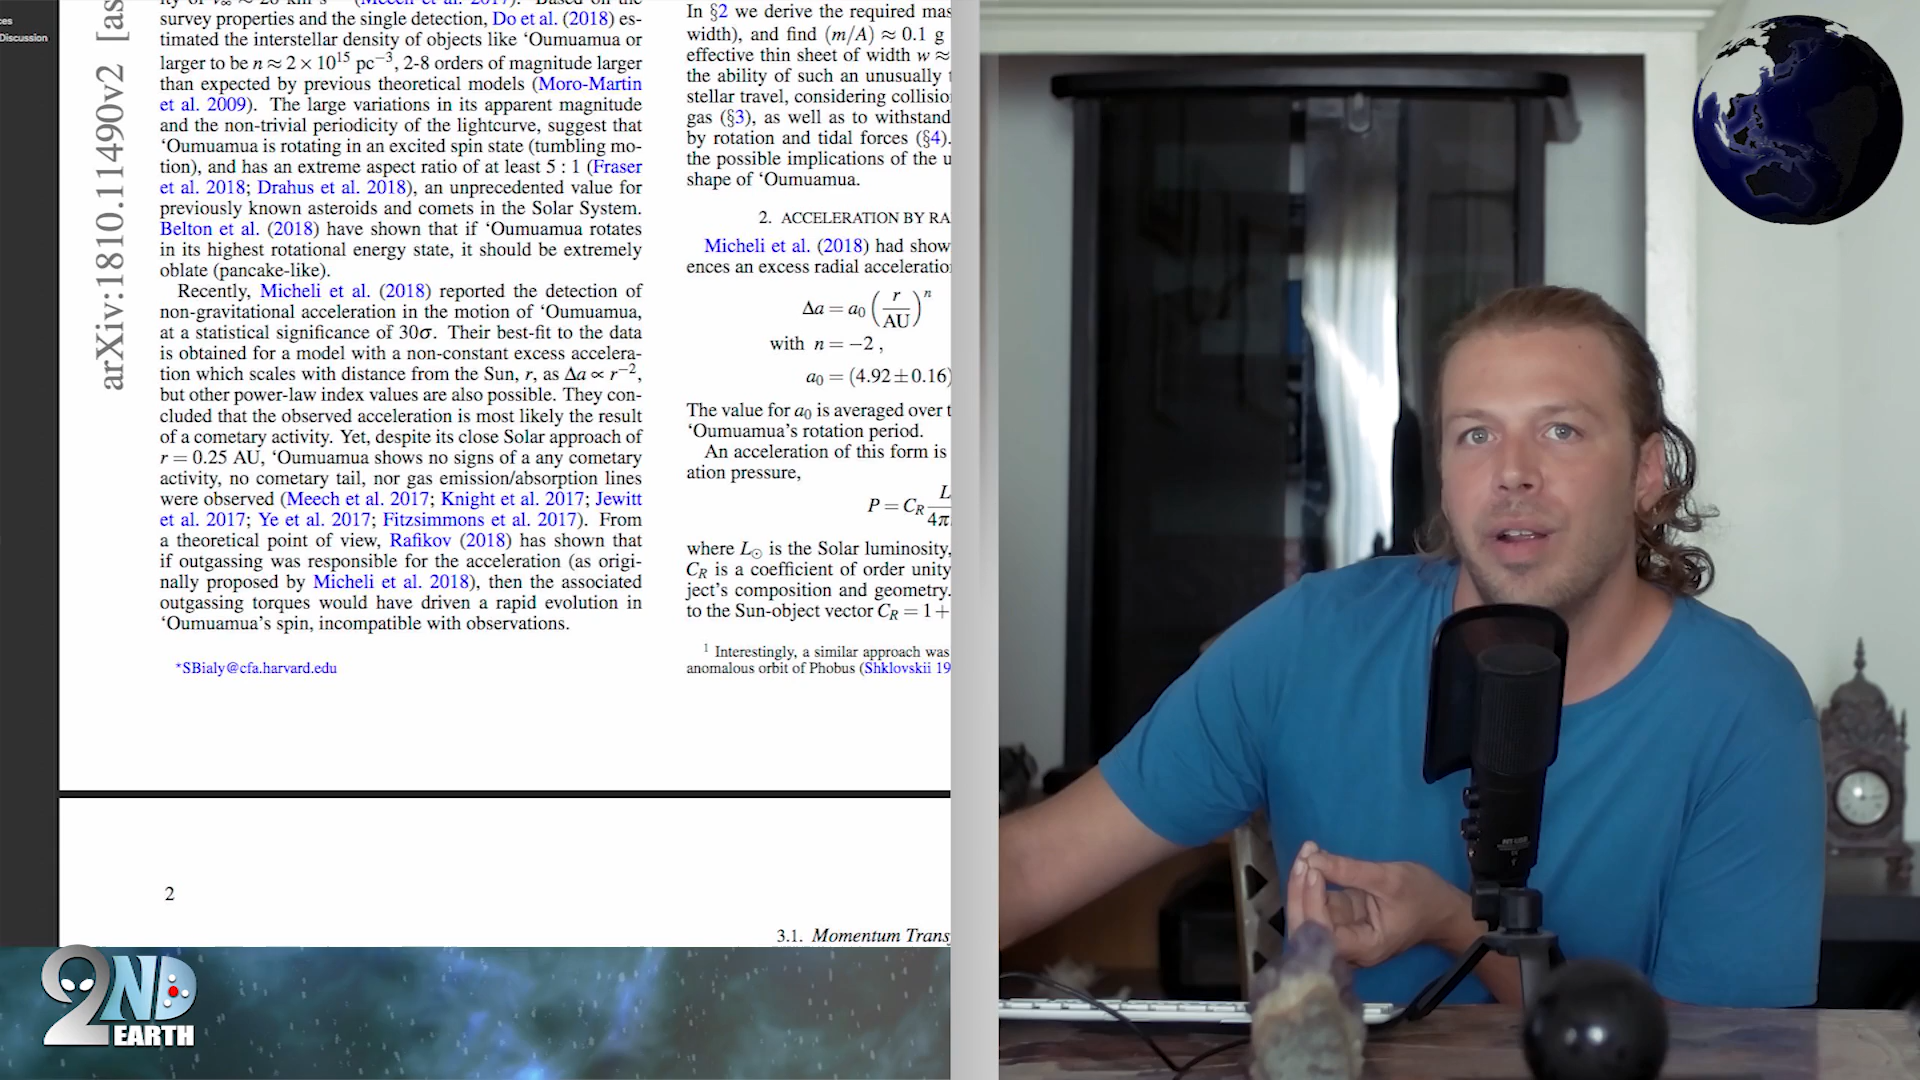 Discussion
arXiv:1810.11490v2 [as
survey properties and the single detection, Do et al. (2018) es-
timated the interstellar density of objects like ‘Oumuamua or
larger to be n ≈ 2 × 10¹⁵ pc⁻³, 2-8 orders of magnitude larger
than expected by previous theoretical models (Moro-Martin
et al. 2009). The large variations in its apparent magnitude
and the non-trivial periodicity of the lightcurve, suggest that
‘Oumuamua is rotating in an excited spin state (tumbling mo-
tion), and has an extreme aspect ratio of at least 5 : 1 (Fraser
et al. 2018; Drahus et al. 2018), an unprecedented value for
previously known asteroids and comets in the Solar System.
Belton et al. (2018) have shown that if ‘Oumuamua rotates
in its highest rotational energy state, it should be extremely
oblate (pancake-like).
Recently, Micheli et al. (2018) reported the detection of
non-gravitational acceleration in the motion of ‘Oumuamua,
at a statistical significance of 30σ. Their best-fit to the data
is obtained for a model with a non-constant excess accelera-
tion which scales with distance from the Sun, r, as Δa ∝ r⁻²,
but other power-law index values are also possible. They con-
cluded that the observed acceleration is most likely the result
of a cometary activity. Yet, despite its close Solar approach of
r = 0.25 AU, ‘Oumuamua shows no signs of a any cometary
activity, no cometary tail, nor gas emission/absorption lines
were observed (Meech et al. 2017; Knight et al. 2017; Jewitt
et al. 2017; Ye et al. 2017; Fitzsimmons et al. 2017). From
a theoretical point of view, Rafikov (2018) has shown that
if outgassing was responsible for the acceleration (as origi-
nally proposed by Micheli et al. 2018), then the associated
outgassing torques would have driven a rapid evolution in
‘Oumuamua’s spin, incompatible with observations.
*SBialy@cfa.harvard.edu
In §2 we derive the required mas
width), and find (m/A) ≈ 0.1 g
effective thin sheet of width w ≈
the ability of such an unusually
stellar travel, considering collisio
gas (§3), as well as to withstand
by rotation and tidal forces (§4).
the possible implications of the u
shape of ‘Oumuamua.
2. ACCELERATION BY RA
Micheli et al. (2018) had show
ences an excess radial acceleratio
Δa = a₀ (r/AU)ⁿ
with n = −2 ,
a₀ = (4.92±0.16)
The value for a₀ is averaged over t
‘Oumuamua’s rotation period.
An acceleration of this form is
ation pressure,
P = C_R L/4π
where L⊙ is the Solar luminosity,
C_R is a coefficient of order unity
ject’s composition and geometry.
to the Sun-object vector C_R = 1+
¹ Interestingly, a similar approach was
anomalous orbit of Phobus (Shklovskii 19
2
3.1. Momentum Trans
2ND
EARTH